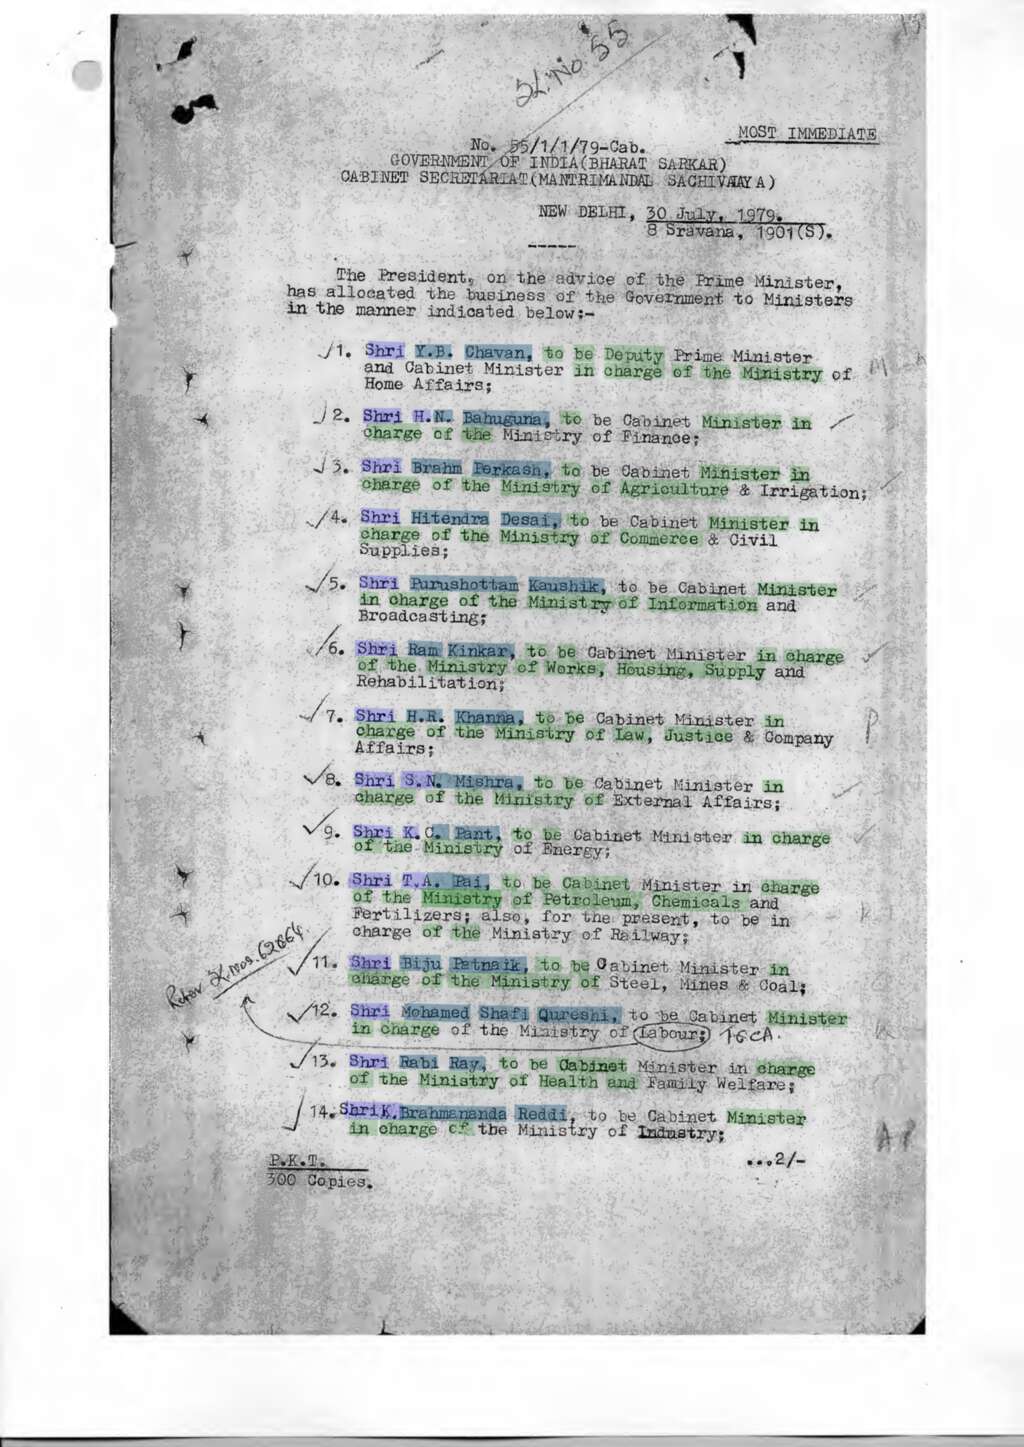 SL.No.55
MOST IMMEDIATE
No. 55/1/1/79-Cab.
GOVERNMENT OF INDIA(BHARAT SARKAR)
CABINET SECRETARIAT(MANTRIMANDAL SACHIVALAYA)
NEW DELHI, 30 July, 1979.
8 Sravana, 1901(S).
The President, on the advice of the Prime Minister,
has allocated the business of the Government to Ministers
in the manner indicated below:-
1. Shri Y.B. Chavan, to be Deputy Prime Minister
and Cabinet Minister in charge of the Ministry of
Home Affairs;
2. Shri H.N. Bahuguna, to be Cabinet Minister in
charge of the Ministry of Finance;
3. Shri Brahm Perkash, to be Cabinet Minister in
charge of the Ministry of Agriculture & Irrigation;
4. Shri Hitendra Desai, to be Cabinet Minister in
charge of the Ministry of Commerce & Civil
Supplies;
5. Shri Purushottam Kaushik, to be Cabinet Minister
in charge of the Ministry of Information and
Broadcasting;
6. Shri Ram Kinkar, to be Cabinet Minister in charge
of the Ministry of Works, Housing, Supply and
Rehabilitation;
7. Shri H.R. Khanna, to be Cabinet Minister in
charge of the Ministry of Law, Justice & Company
Affairs;
8. Shri S.N. Mishra, to be Cabinet Minister in
charge of the Ministry of External Affairs;
9. Shri K.C. Pant, to be Cabinet Minister in charge
of the Ministry of Energy;
10. Shri T.A. Pai, to be Cabinet Minister in charge
of the Ministry of Petroleum, Chemicals and
Fertilizers; also, for the present, to be in
charge of the Ministry of Railway;
11. Shri Biju Patnaik, to be Cabinet Minister in
charge of the Ministry of Steel, Mines & Coal;
12. Shri Mohamed Shafi Qureshi, to be Cabinet Minister
in charge of the Ministry of Labour;
13. Shri Rabi Ray, to be Cabinet Minister in charge
of the Ministry of Health and Family Welfare;
14. Shri K. Brahmananda Reddi, to be Cabinet Minister
in charge of the Ministry of Industry;
P.K.T.
300 Copies.
...2/-